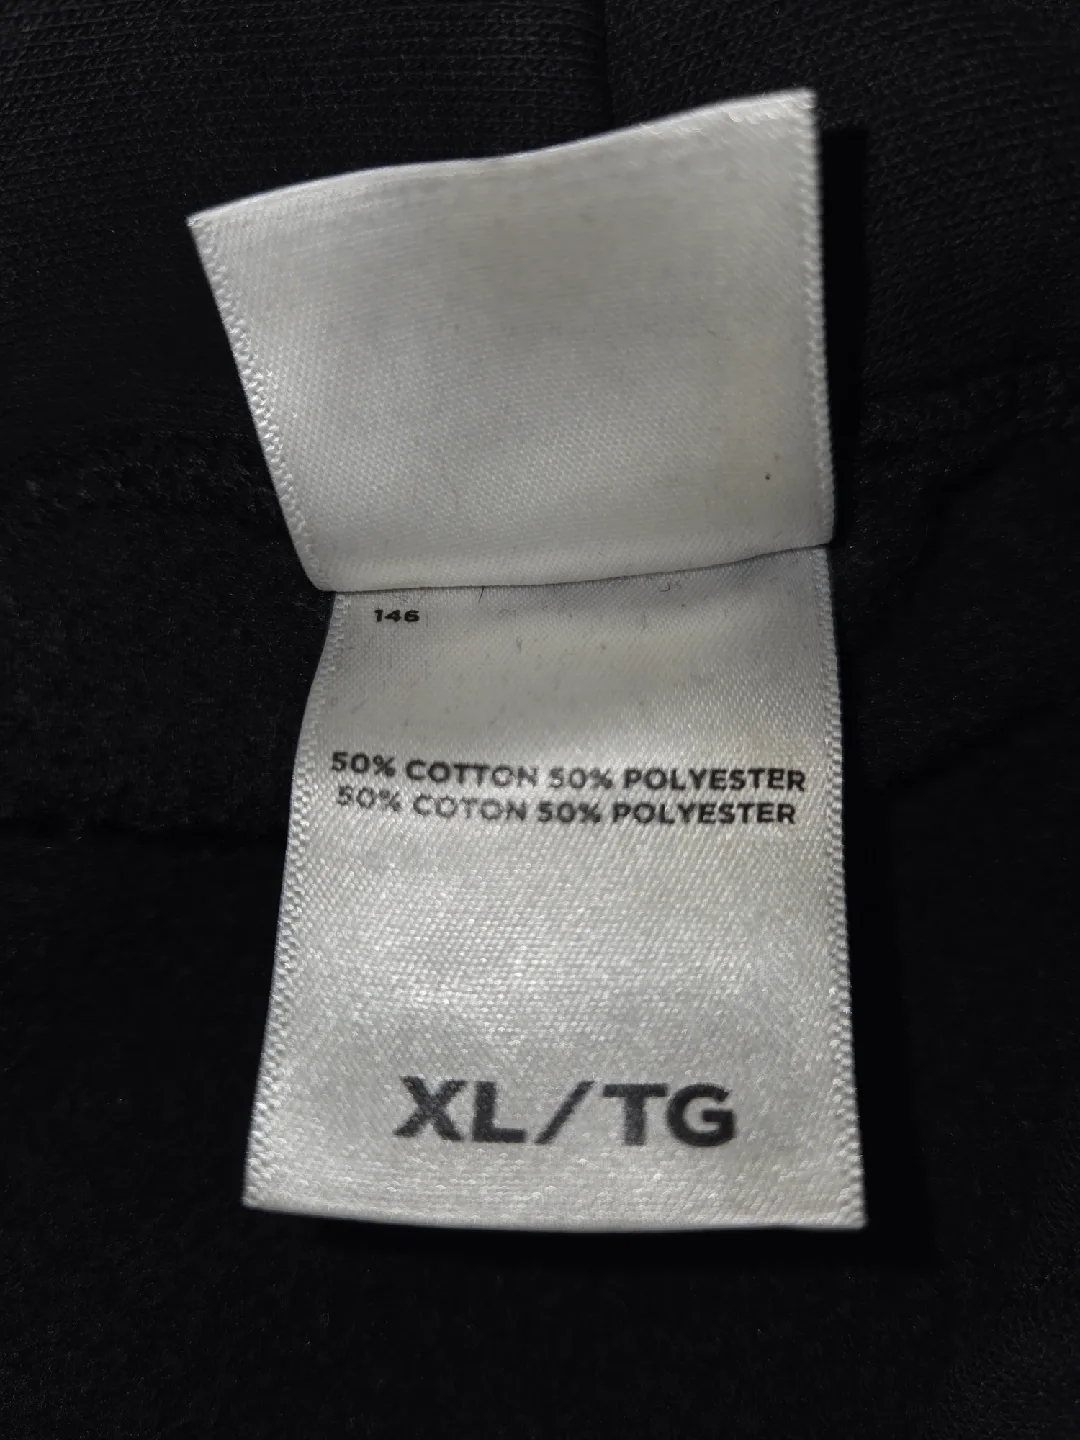 146
50% COTTON 50% POLYESTER
50% COTON 50% POLYESTER
XL/TG